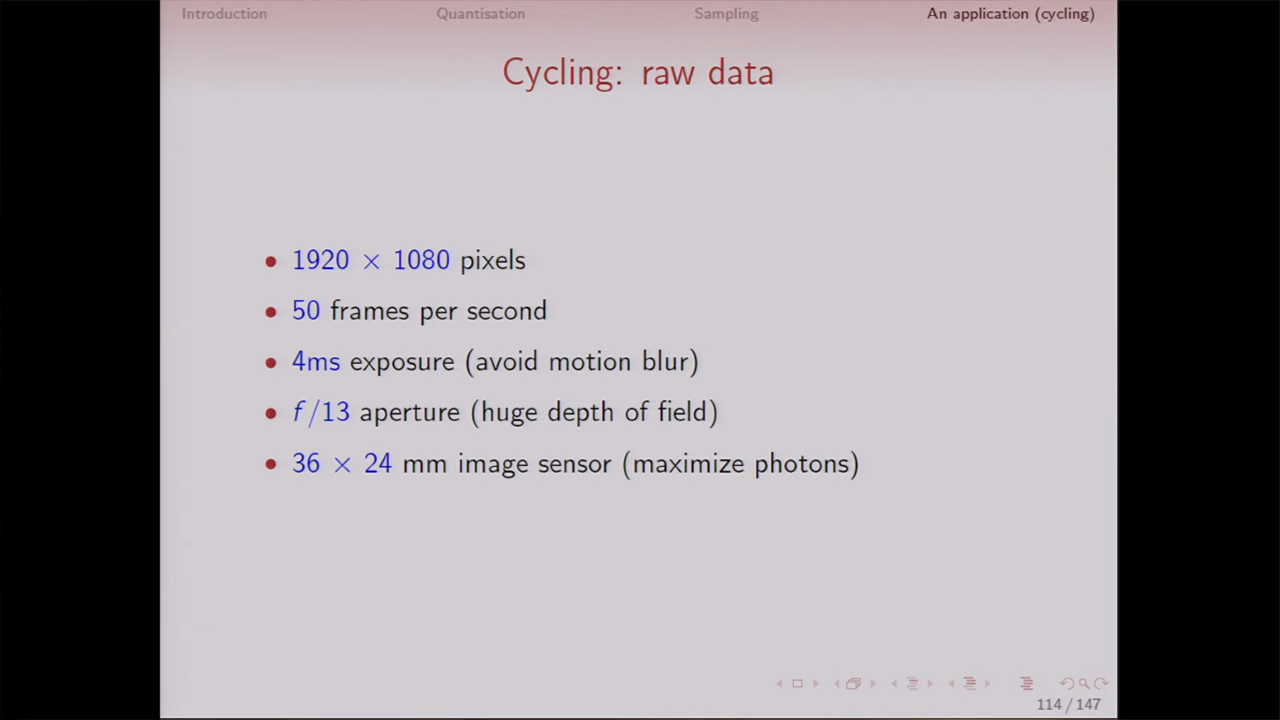 Introduction Quantisation Sampling An application (cycling)
Cycling: raw data
• 1920 × 1080 pixels
• 50 frames per second
• 4ms exposure (avoid motion blur)
• f/13 aperture (huge depth of field)
• 36 × 24 mm image sensor (maximize photons)
114 / 147